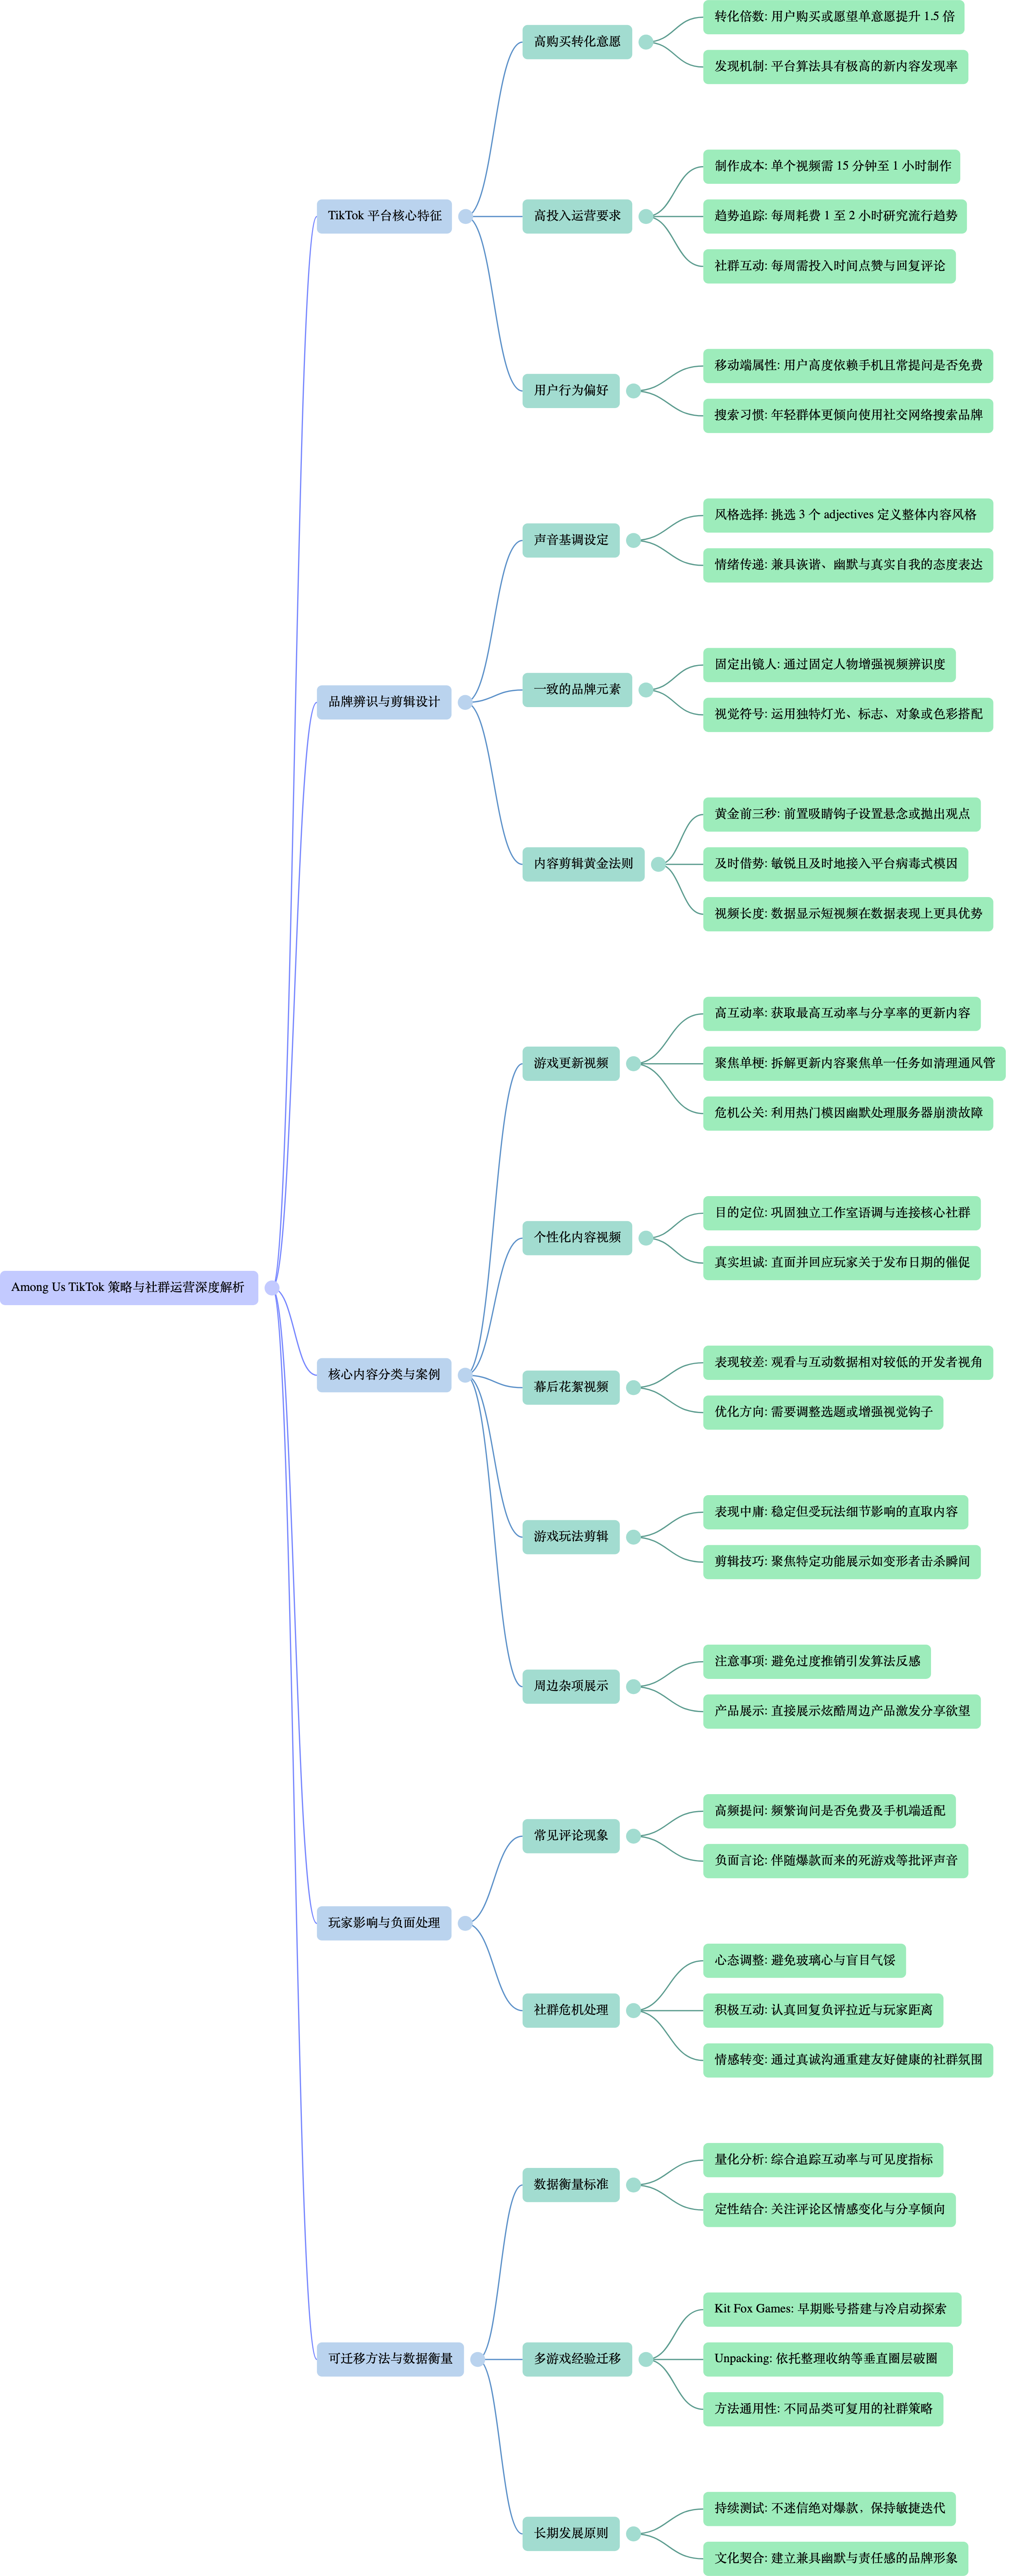 Among Us TikTok 策略与社群运营深度解析
TikTok 平台核心特征
高购买转化意愿
转化倍数: 用户购买或愿望单意愿提升 1.5 倍
发现机制: 平台算法具有极高的新内容发现率
高投入运营要求
制作成本: 单个视频需 15 分钟至 1 小时制作
趋势追踪: 每周耗费 1 至 2 小时研究流行趋势
社群互动: 每周需投入时间点赞与回复评论
用户行为偏好
移动端属性: 用户高度依赖手机且常提问是否免费
搜索习惯: 年轻群体更倾向使用社交网络搜索品牌
品牌辨识与剪辑设计
声音基调设定
风格选择: 挑选 3 个 adjectives 定义整体内容风格
情绪传递: 兼具诙谐、幽默与真实自我的态度表达
一致的品牌元素
固定出镜人: 通过固定人物增强视频辨识度
视觉符号: 运用独特灯光、标志、对象或色彩搭配
内容剪辑黄金法则
黄金前三秒: 前置吸睛钩子设置悬念或抛出观点
及时借势: 敏锐且及时地接入平台病毒式模因
视频长度: 数据显示短视频在数据表现上更具优势
核心内容分类与案例
游戏更新视频
高互动率: 获取最高互动率与分享率的更新内容
聚焦单梗: 拆解更新内容聚焦单一任务如清理通风管
危机公关: 利用热门模因幽默处理服务器崩溃故障
个性化内容视频
目的定位: 巩固独立工作室语调与连接核心社群
真实坦诚: 直面并回应玩家关于发布日期的催促
幕后花絮视频
表现较差: 观看与互动数据相对较低的开发者视角
优化方向: 需要调整选题或增强视觉钩子
游戏玩法剪辑
表现中庸: 稳定但受玩法细节影响的直取内容
剪辑技巧: 聚焦特定功能展示如变形者击杀瞬间
周边杂项展示
注意事项: 避免过度推销引发算法反感
产品展示: 直接展示炫酷周边产品激发分享欲望
玩家影响与负面处理
常见评论现象
高频提问: 频繁询问是否免费及手机端适配
负面言论: 伴随爆款而来的死游戏等批评声音
社群危机处理
心态调整: 避免玻璃心与盲目气馁
积极互动: 认真回复负评拉近与玩家距离
情感转变: 通过真诚沟通重建友好健康的社群氛围
可迁移方法与数据衡量
数据衡量标准
量化分析: 综合追踪互动率与可见度指标
定性结合: 关注评论区情感变化与分享倾向
多游戏经验迁移
Kit Fox Games: 早期账号搭建与冷启动探索
Unpacking: 依托整理收纳等垂直圈层破圈
方法通用性: 不同品类可复用的社群策略
长期发展原则
持续测试: 不迷信绝对爆款，保持敏捷迭代
文化契合: 建立兼具幽默与责任感的品牌形象